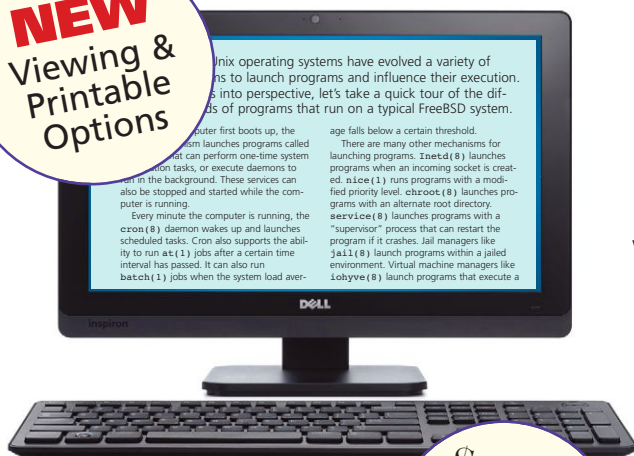 NEW
Viewing &
Printable
Options
Unix operating systems have evolved a variety of
to launch programs and influence their execution.
into perspective, let's take a quick tour of the dif-
of programs that run on a typical FreeBSD system.
computer first boots up, the
launches programs called
that can perform one-time system
tasks, or execute daemons to
run in the background. These services can
also be stopped and started while the com-
puter is running.
Every minute the computer is running, the
cron(8) daemon wakes up and launches
scheduled tasks. Cron also supports the abil-
ity to run at(1) jobs after a certain time
interval has passed. It can also run
batch(1) jobs when the system load aver-
age falls below a certain threshold.
There are many other mechanisms for
launching programs. Inetd(8) launches
programs when an incoming socket is creat-
ed. nice(1) runs programs with a modi-
fied priority level. chroot(8) launches pro-
grams with an alternate root directory.
service(8) launches programs with a
"supervisor" process that can restart the
program if it crashes. Jail managers like
jail(8) launch programs within a jailed
environment. Virtual machine managers like
iohyve(8) launch programs that execute a
DELL
inspiron
$